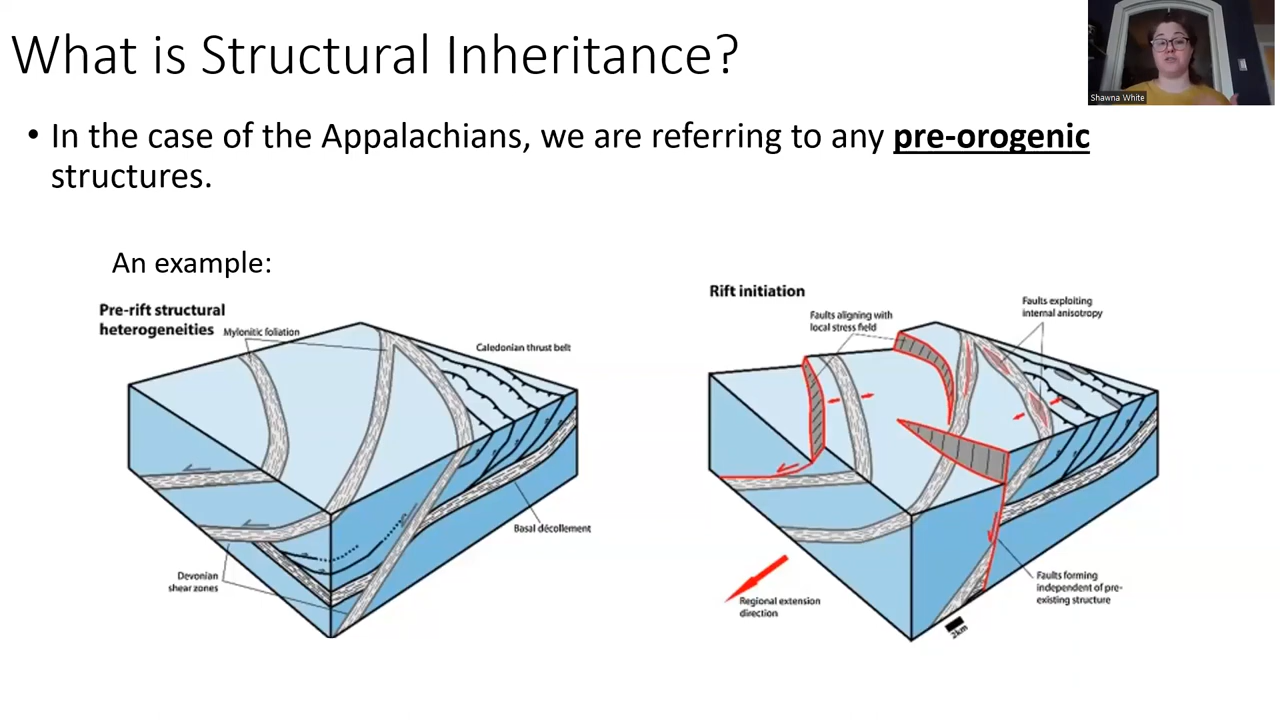 What is Structural Inheritance?
Shawna White
• In the case of the Appalachians, we are referring to any pre-orogenic
structures.
An example:
Pre-rift structural
heterogeneities
Mylonitic foliation
Caledonian thrust belt
Basal décollement
Devonian
shear zones
Rift initiation
Faults aligning with
local stress field
Faults exploiting
internal anisotropy
Regional extension
direction
Faults forming
independent of pre-
existing structure
2km